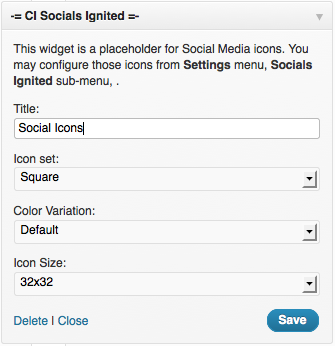 -= CI Socials Ignited =-
This widget is a placeholder for Social Media icons. You
may configure those icons from Settings menu, Socials
Ignited sub-menu, .
Title:
Social Icons
Icon set:
Square
Color Variation:
Default
Icon Size:
32x32
Delete | Close
Save